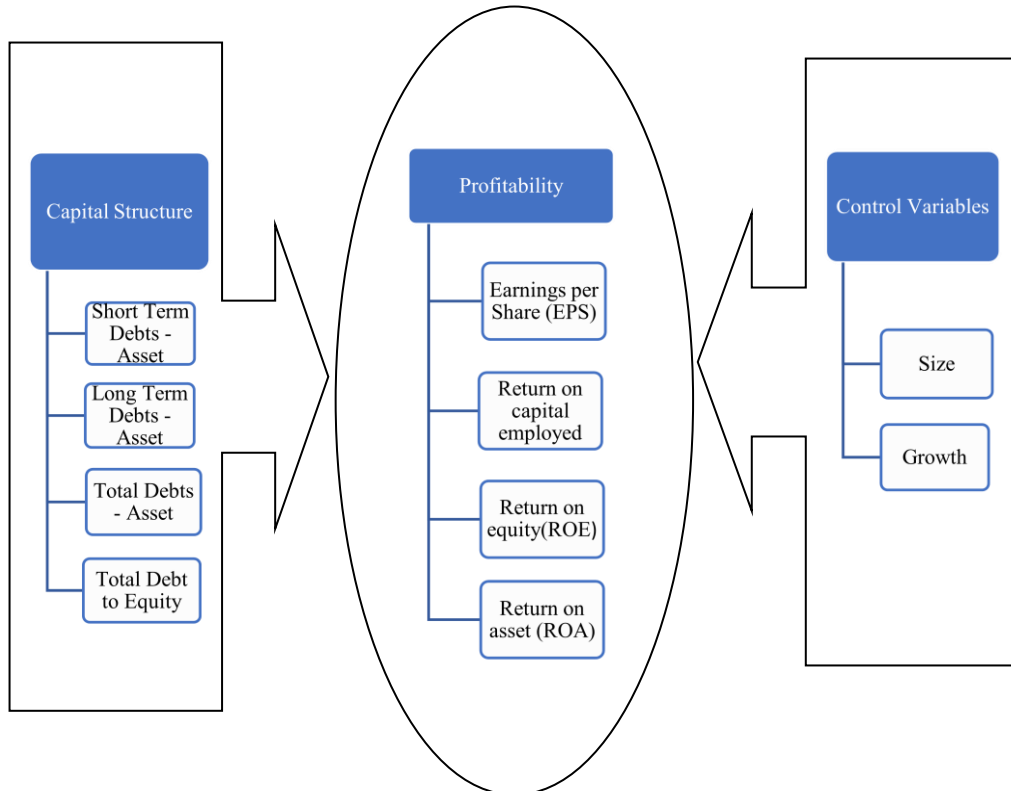 Capital Structure
Short Term
Debts -
Asset
Long Term
Debts -
Asset
Total Debts
- Asset
Total Debt
to Equity
Profitability
Earnings per
Share (EPS)
Return on
capital
employed
Return on
equity(ROE)
Return on
asset (ROA)
Control Variables
Size
Growth